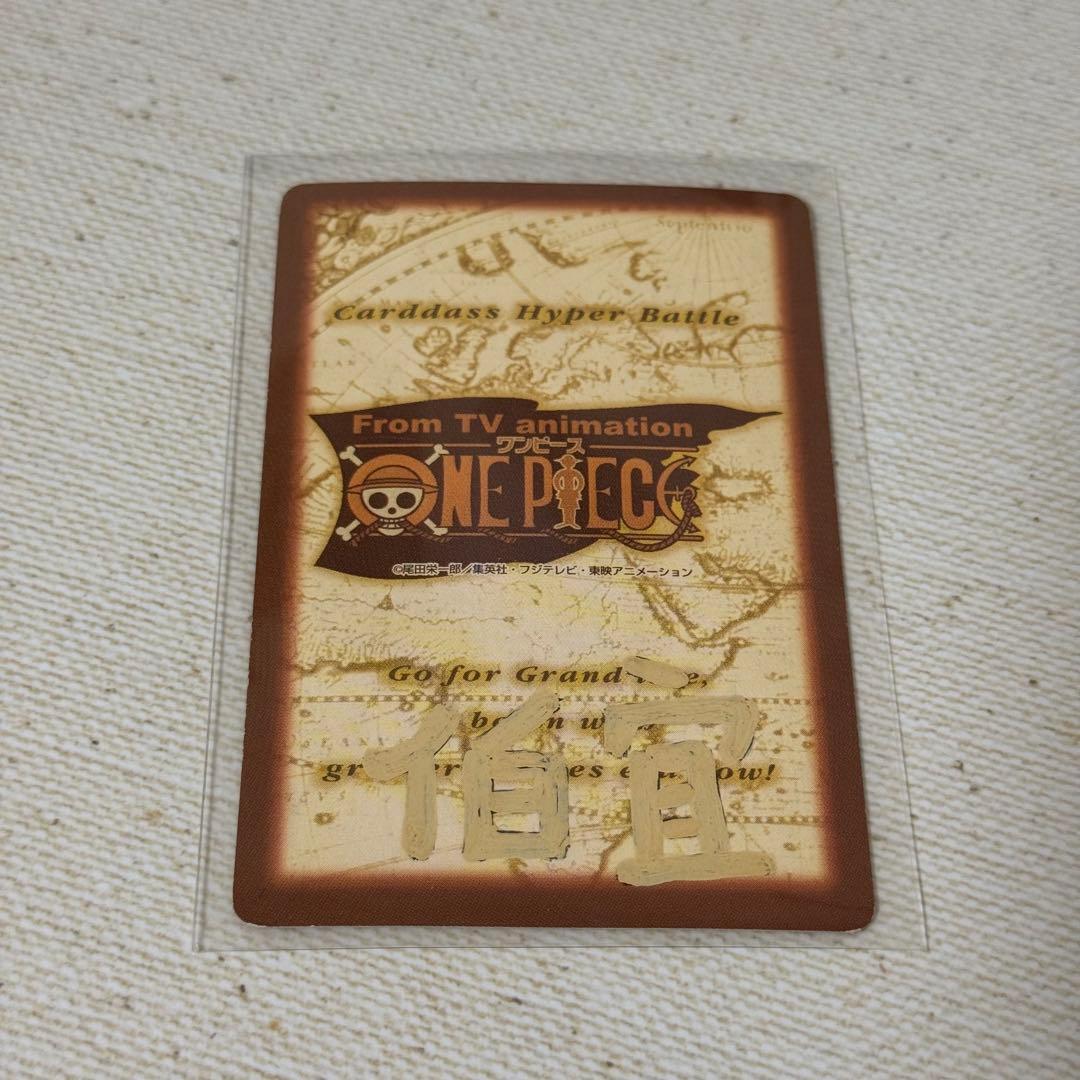 Septentrio
Carddass Hyper Battle
From TV animation
ワンピース
ONE PIECE
©尾田栄一郎/集英社・フジテレビ・東映アニメーション
Go for Grand
伯宜